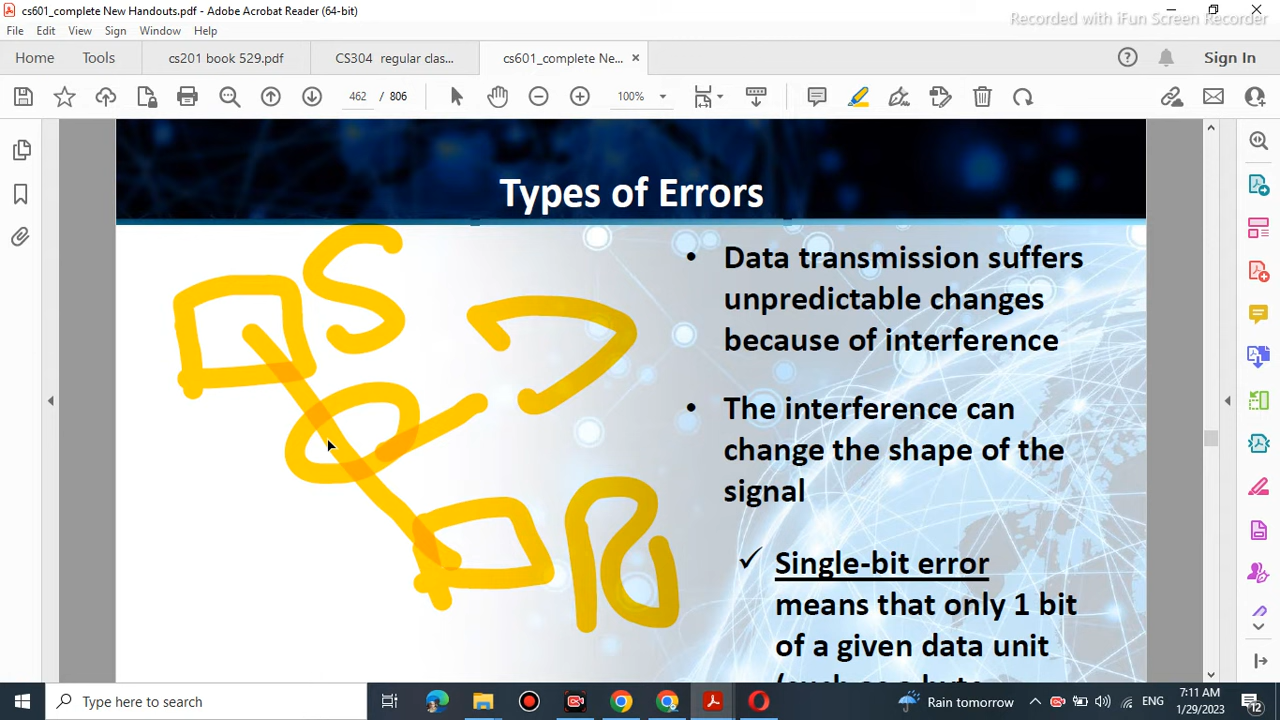 cs601_complete New Handouts.pdf - Adobe Acrobat Reader (64-bit)
Recorded with iFun Screen Recorder
File Edit View Sign Window Help
Home Tools cs201 book 529.pdf CS304 regular clas... cs601_complete Ne... × Sign In
462 / 806 100%
Types of Errors
S
R
• Data transmission suffers
unpredictable changes
because of interference
• The interference can
change the shape of the
signal
✓ Single-bit error
means that only 1 bit
of a given data unit
Type here to search
Rain tomorrow
ENG
7:11 AM
1/29/2023
12